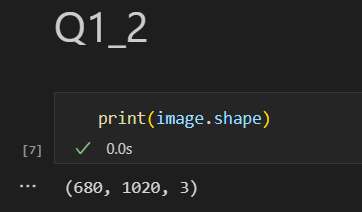 Q1_2
print(image.shape)
[7]
0.0s
(680, 1020, 3)